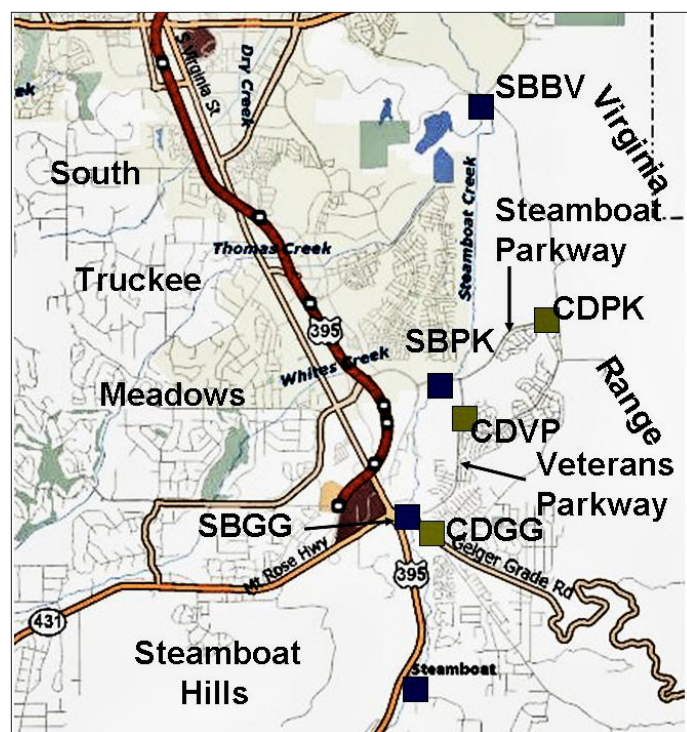 S Virginia St
Dry Creek
SBBV
Virginia
South
Steamboat
Parkway
Thomas Creek
Steamboat Creek
Truckee
CDPK
395
SBPK
Whites Creek
Meadows
Range
CDVP
Veterans
Parkway
SBGG
CDGG
Mt Rose Hwy
Geiger Grade Rd
395
431
Steamboat
Hills
Steamboat